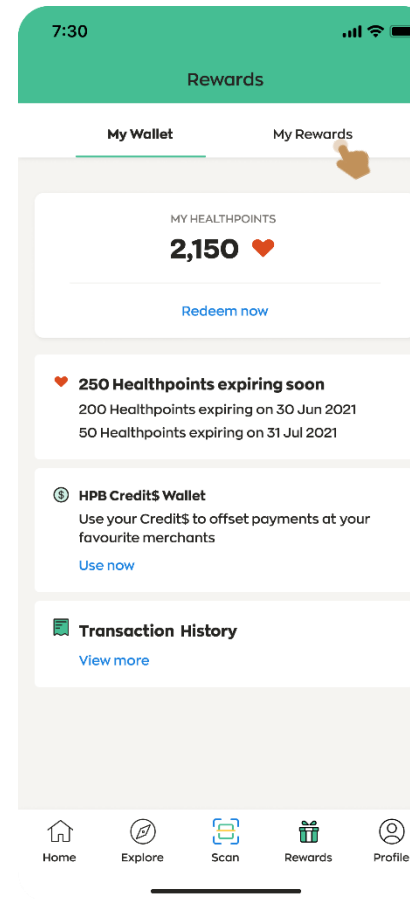 7:30
Rewards
My Wallet
My Rewards
MY HEALTHPOINTS
2,150
Redeem now
250 Healthpoints expiring soon
200 Healthpoints expiring on 30 Jun 2021
50 Healthpoints expiring on 31 Jul 2021
HPB Credit$ Wallet
Use your Credit$ to offset payments at your
favourite merchants
Use now
Transaction History
View more
Home
Explore
Scan
Rewards
Profile